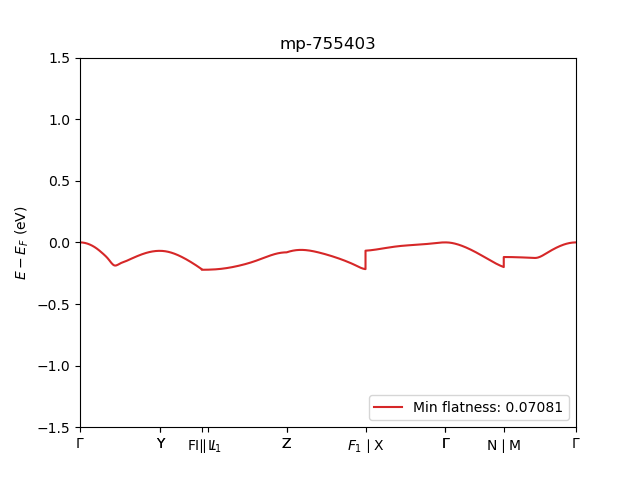 mp-755403
E − E_F (eV)
1.5
1.0
0.5
0.0
−0.5
−1.0
−1.5
Min flatness: 0.07081
Γ Y Z F₁ | X Γ N | M Γ